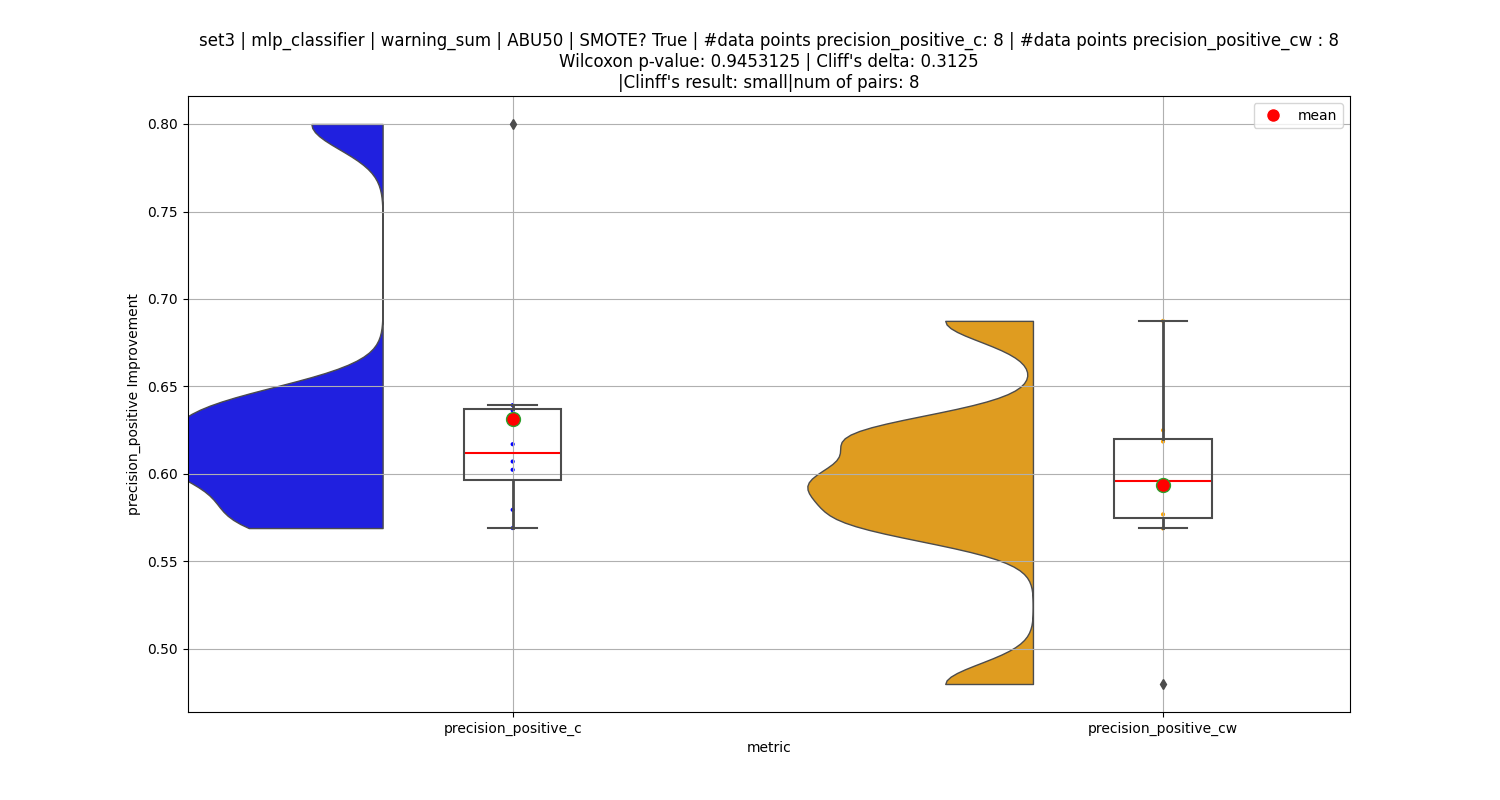 set3 | mlp_classifier | warning_sum | ABU50 | SMOTE? True | #data points precision_positive_c: 8 | #data points precision_positive_cw : 8
Wilcoxon p-value: 0.9453125 | Cliff's delta: 0.3125
|Clinff's result: small|num of pairs: 8
mean
precision_positive Improvement
0.80
0.75
0.70
0.65
0.60
0.55
0.50
precision_positive_c
precision_positive_cw
metric